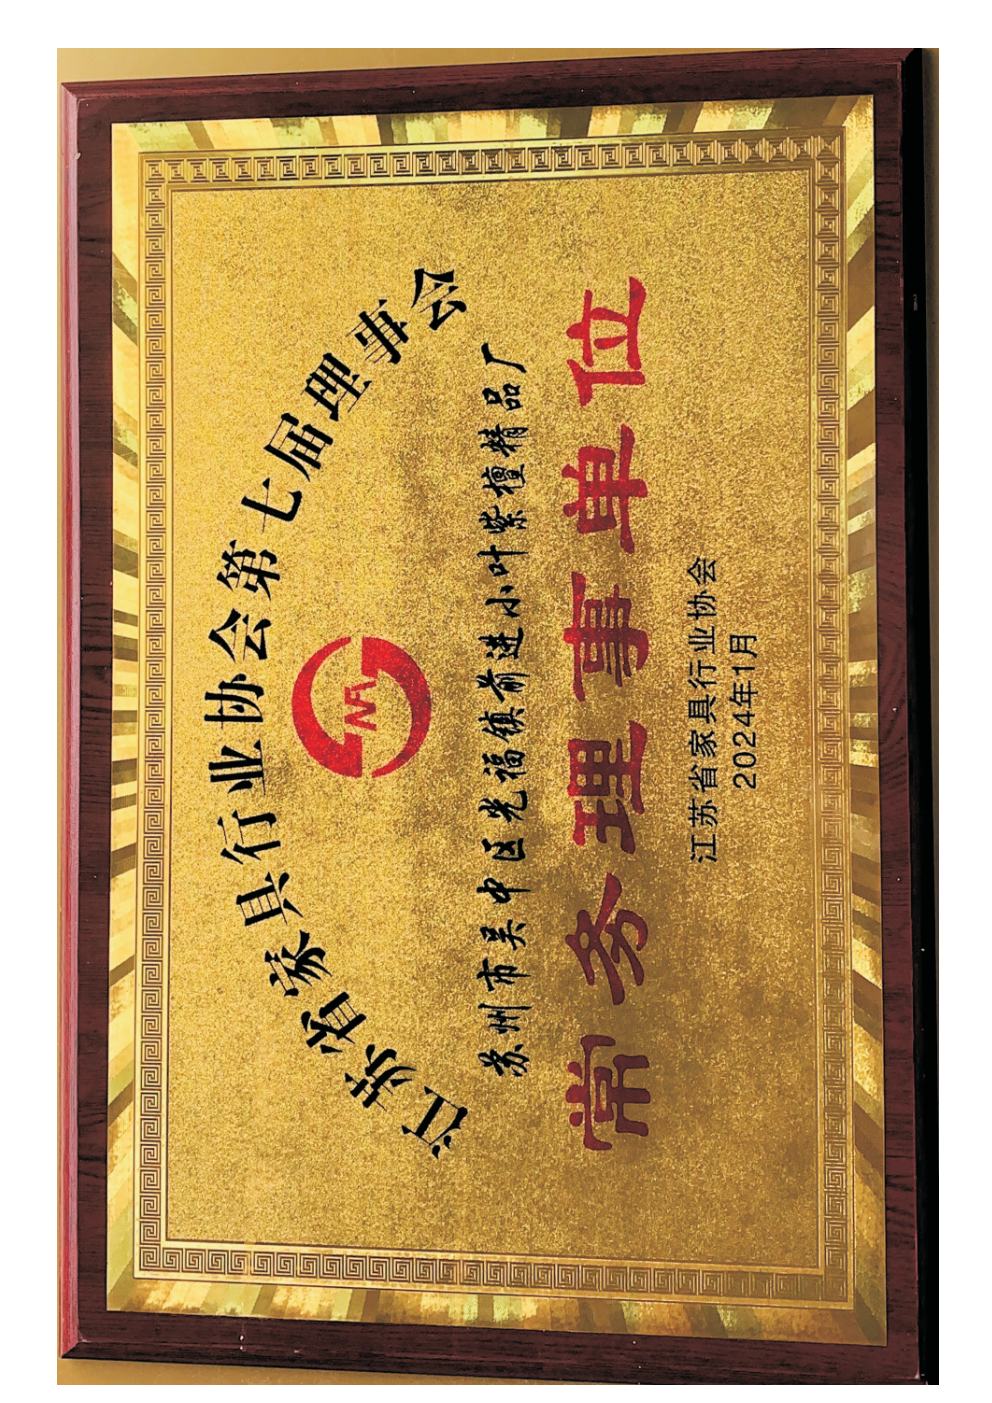 江苏省家具行业协会第七届理事会
苏州市吴中区光福镇前进小叶紫檀精品厂
常务理事单位
江苏省家具行业协会
2024年1月